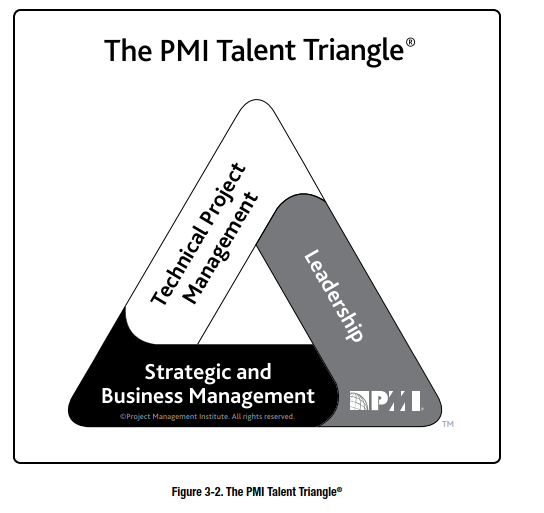 The PMI Talent Triangle®
Technical Project
Management
Leadership
Strategic and
Business Management
©Project Management Institute. All rights reserved.
PMI®
TM
Figure 3-2. The PMI Talent Triangle®